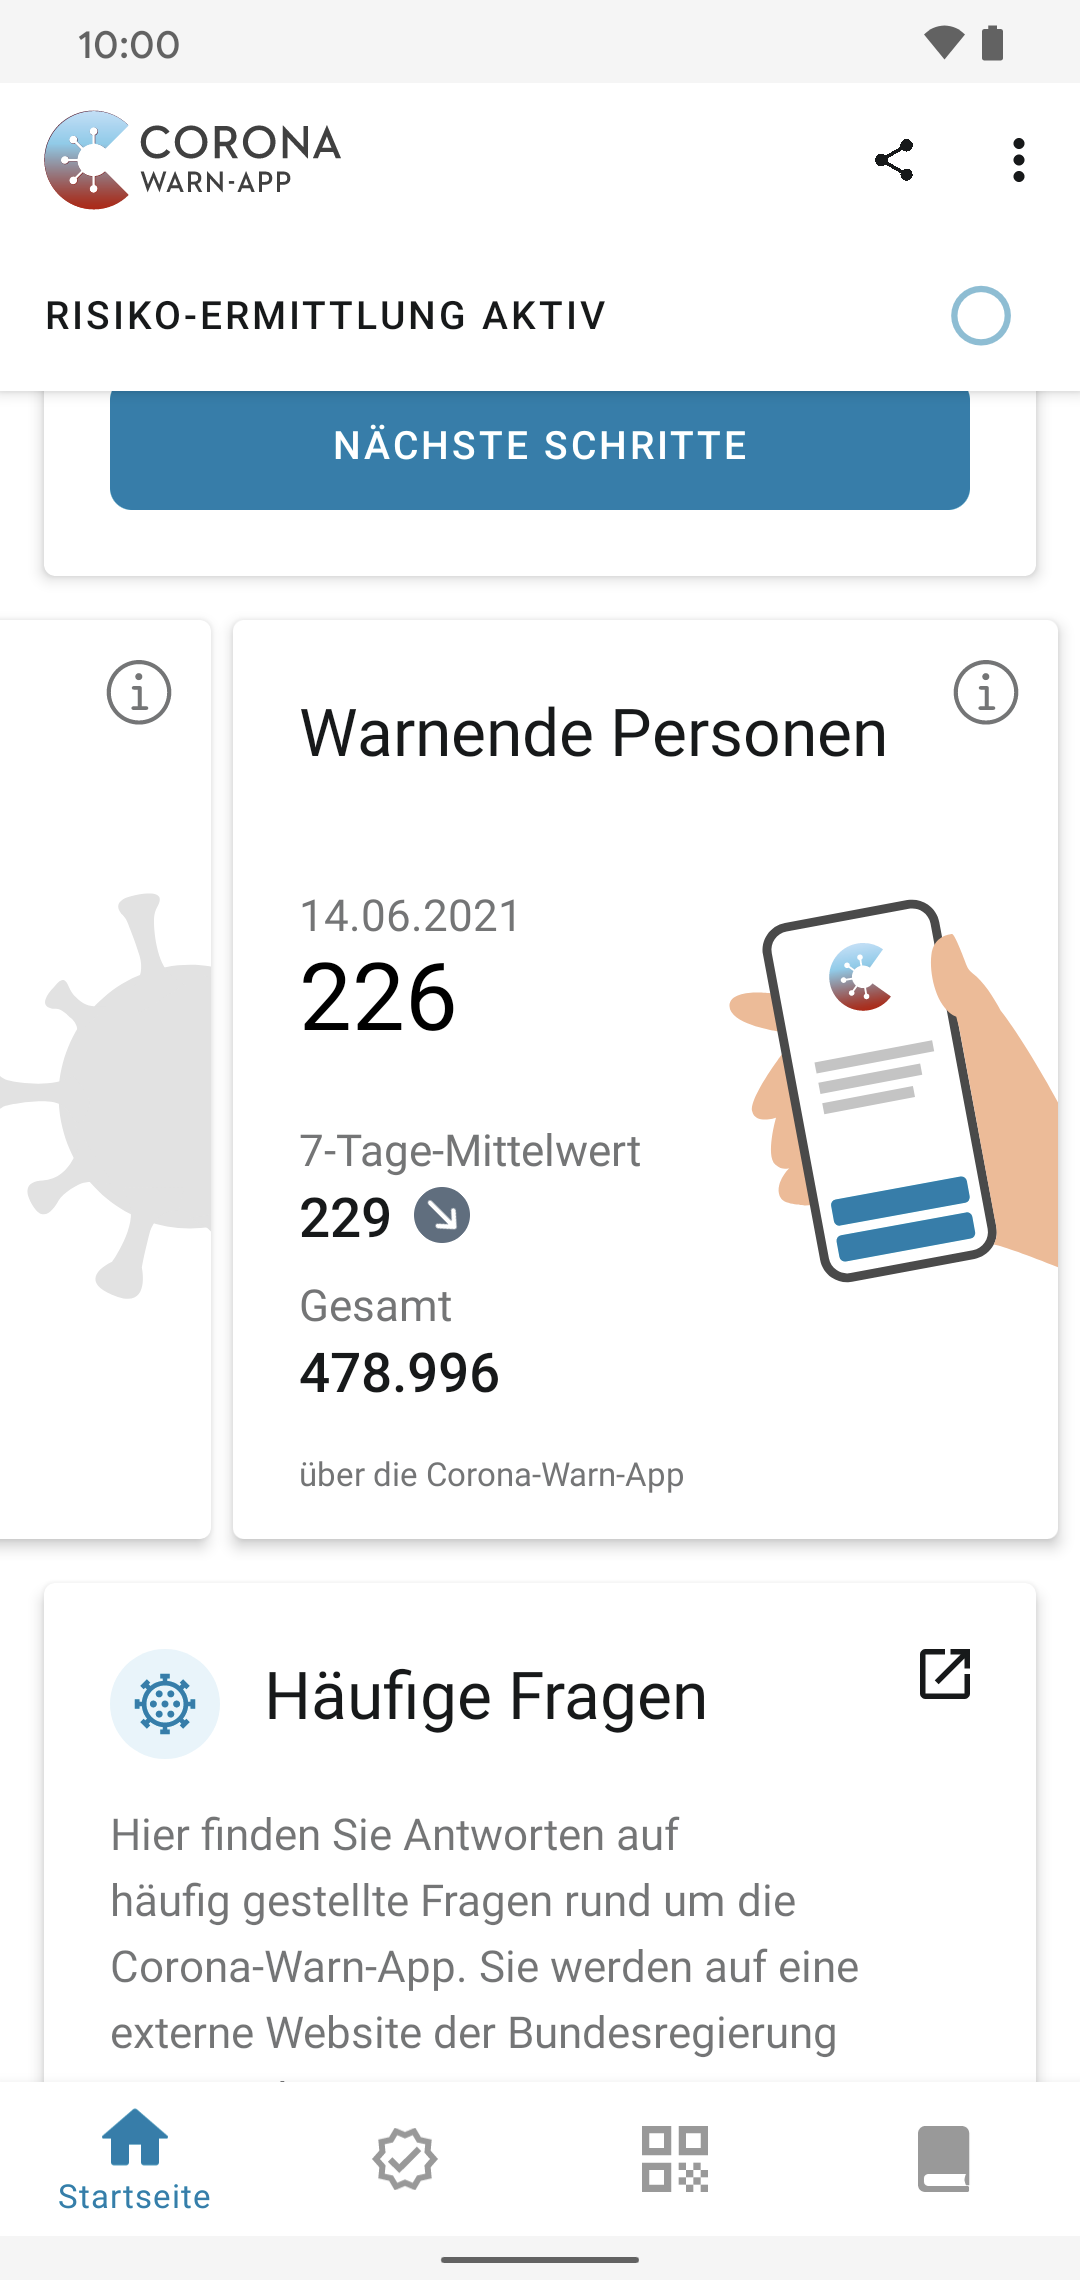 10:00
CORONA
WARN-APP
RISIKO-ERMITTLUNG AKTIV
NÄCHSTE SCHRITTE
Warnende Personen
14.06.2021
226
7-Tage-Mittelwert
229
Gesamt
478.996
über die Corona-Warn-App
Häufige Fragen
Hier finden Sie Antworten auf
häufig gestellte Fragen rund um die
Corona-Warn-App. Sie werden auf eine
externe Website der Bundesregierung
Startseite